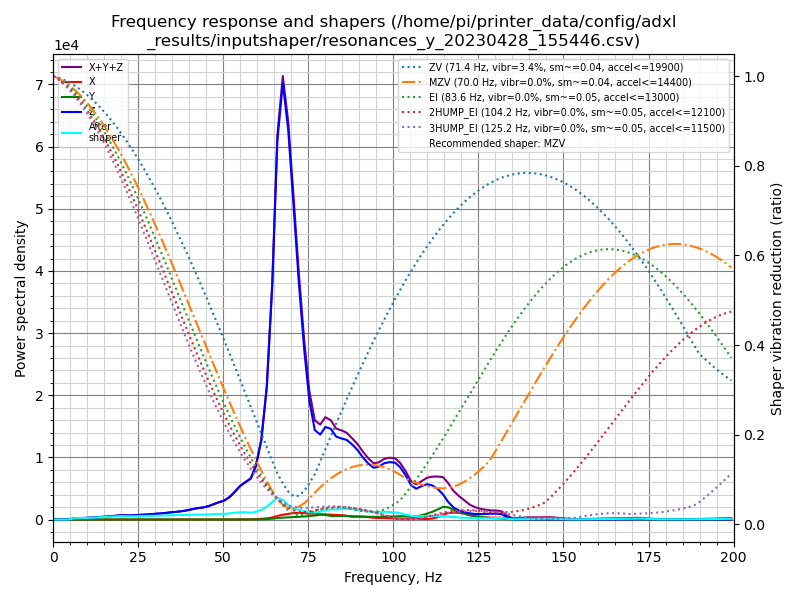 Frequency response and shapers (/home/pi/printer_data/config/adxl
_results/inputshaper/resonances_y_20230428_155446.csv)
1e4
X+Y+Z
X
Y
Z
After
shaper
ZV (71.4 Hz, vibr=3.4%, sm~=0.04, accel<=19900)
MZV (70.0 Hz, vibr=0.0%, sm~=0.04, accel<=14400)
EI (83.6 Hz, vibr=0.0%, sm~=0.05, accel<=13000)
2HUMP_EI (104.2 Hz, vibr=0.0%, sm~=0.05, accel<=12100)
3HUMP_EI (125.2 Hz, vibr=0.0%, sm~=0.05, accel<=11500)
Recommended shaper: MZV
7
6
5
4
3
2
1
0
Power spectral density
1.0
0.8
0.6
0.4
0.2
0.0
Shaper vibration reduction (ratio)
0 25 50 75 100 125 150 175 200
Frequency, Hz